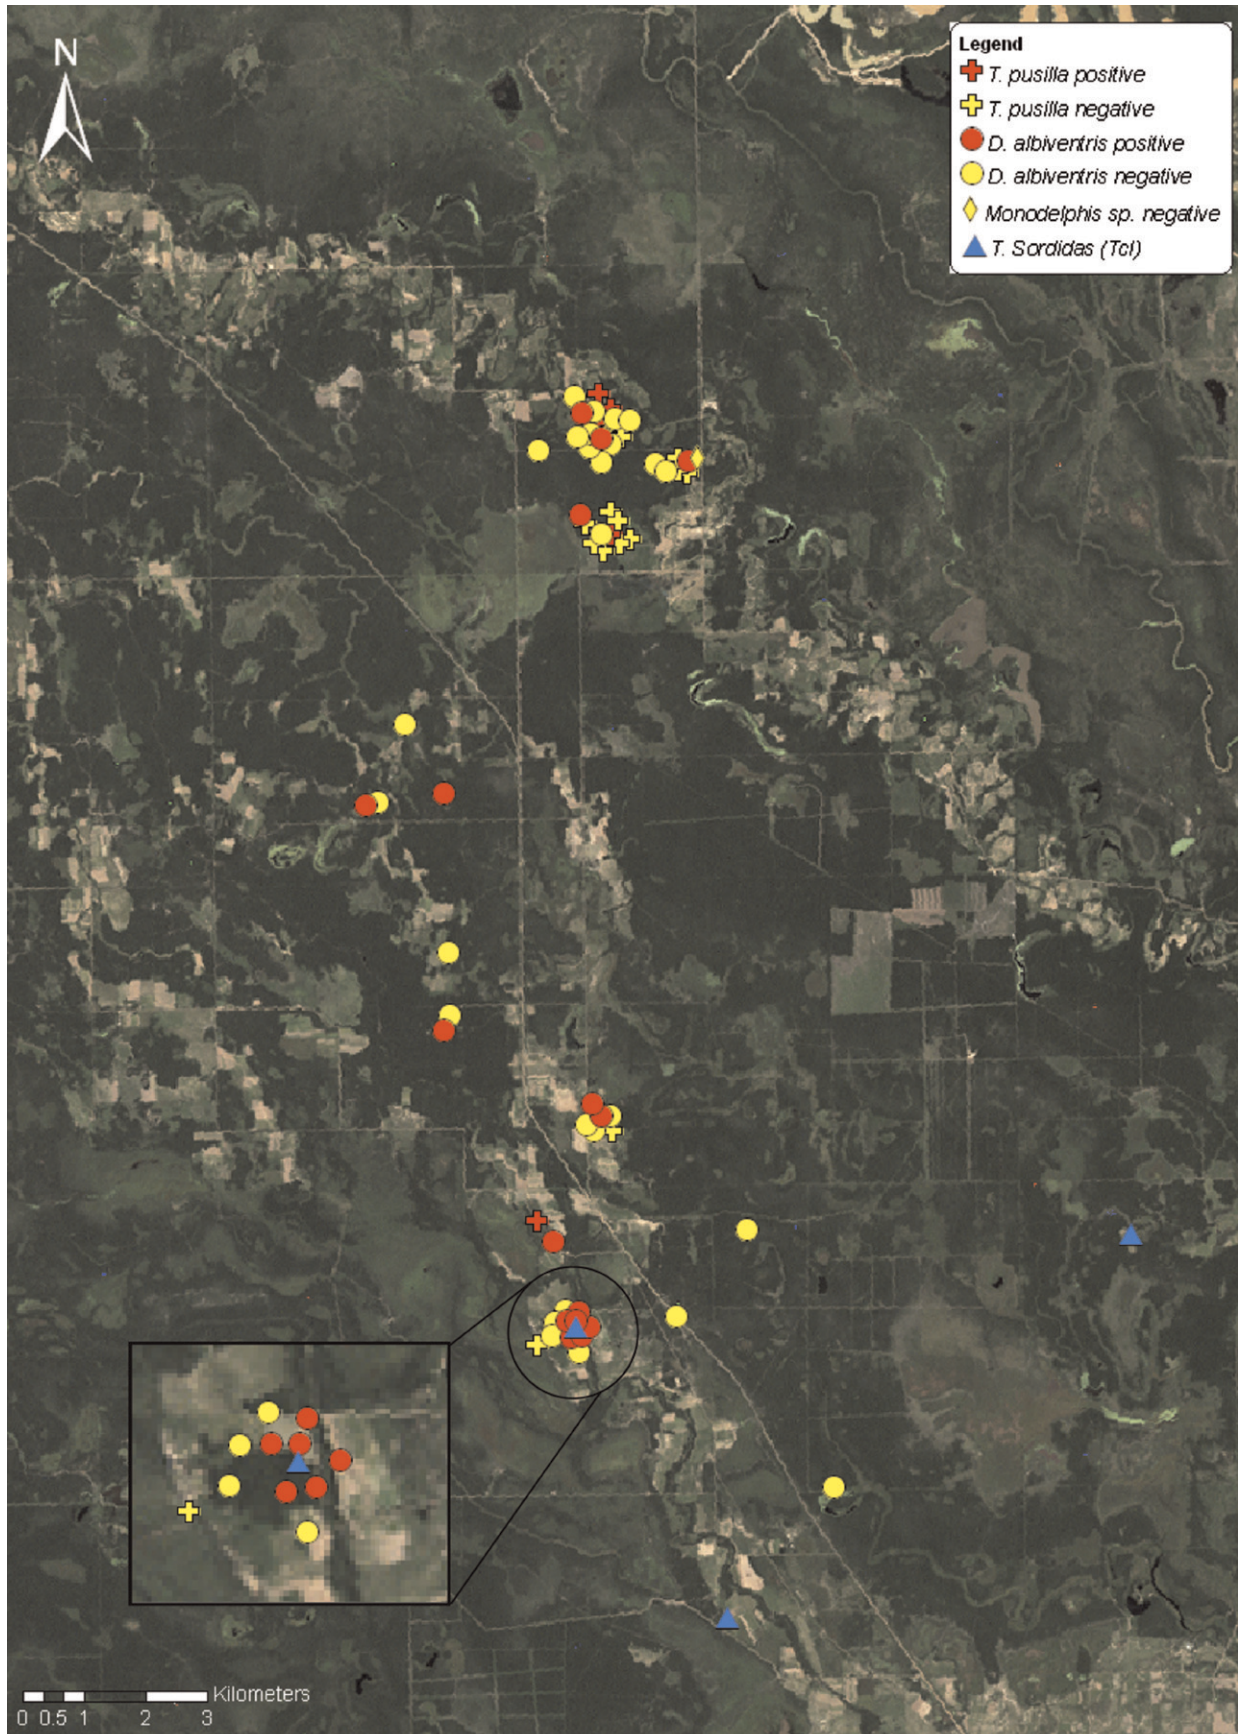 N
Legend
T. pusilla positive
T. pusilla negative
D. albiventris positive
D. albiventris negative
Monodelphis sp. negative
T. Sordidas (TcI)
Kilometers
0 0.5 1 2 3